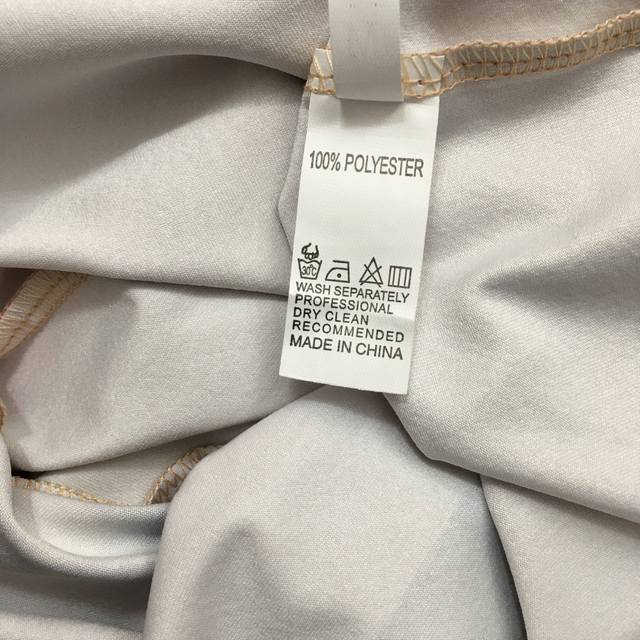 100% POLYESTER
30℃
WASH SEPARATELY
PROFESSIONAL
DRY CLEAN
RECOMMENDED
MADE IN CHINA